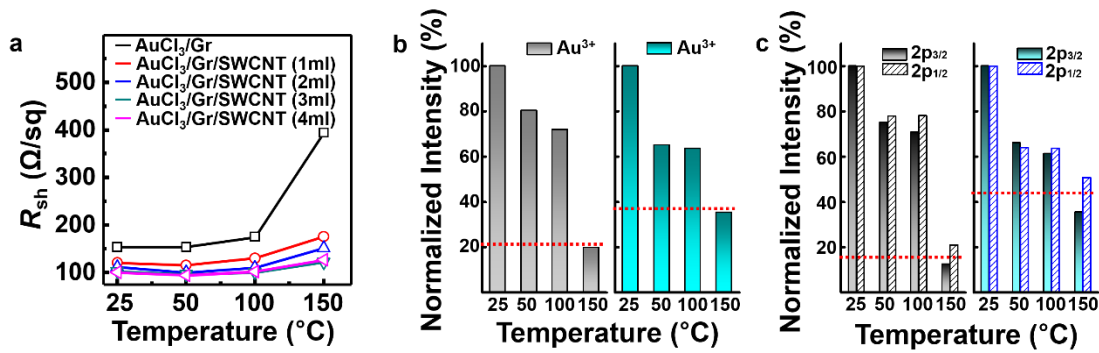 a
AuCl3/Gr
AuCl3/Gr/SWCNT (1ml)
AuCl3/Gr/SWCNT (2ml)
AuCl3/Gr/SWCNT (3ml)
AuCl3/Gr/SWCNT (4ml)
500
400
300
200
150
100
Rsh (Ω/sq)
25 50 100 150
Temperature (°C)
b
Au3+
Au3+
100
80
60
40
20
Normalized Intensity (%)
25 50 100 150 25 50 100 150
Temperature (°C)
c
2p3/2
2p1/2
2p3/2
2p1/2
100
80
60
40
20
Normalized Intensity (%)
25 50 100 150 25 50 100 150
Temperature (°C)